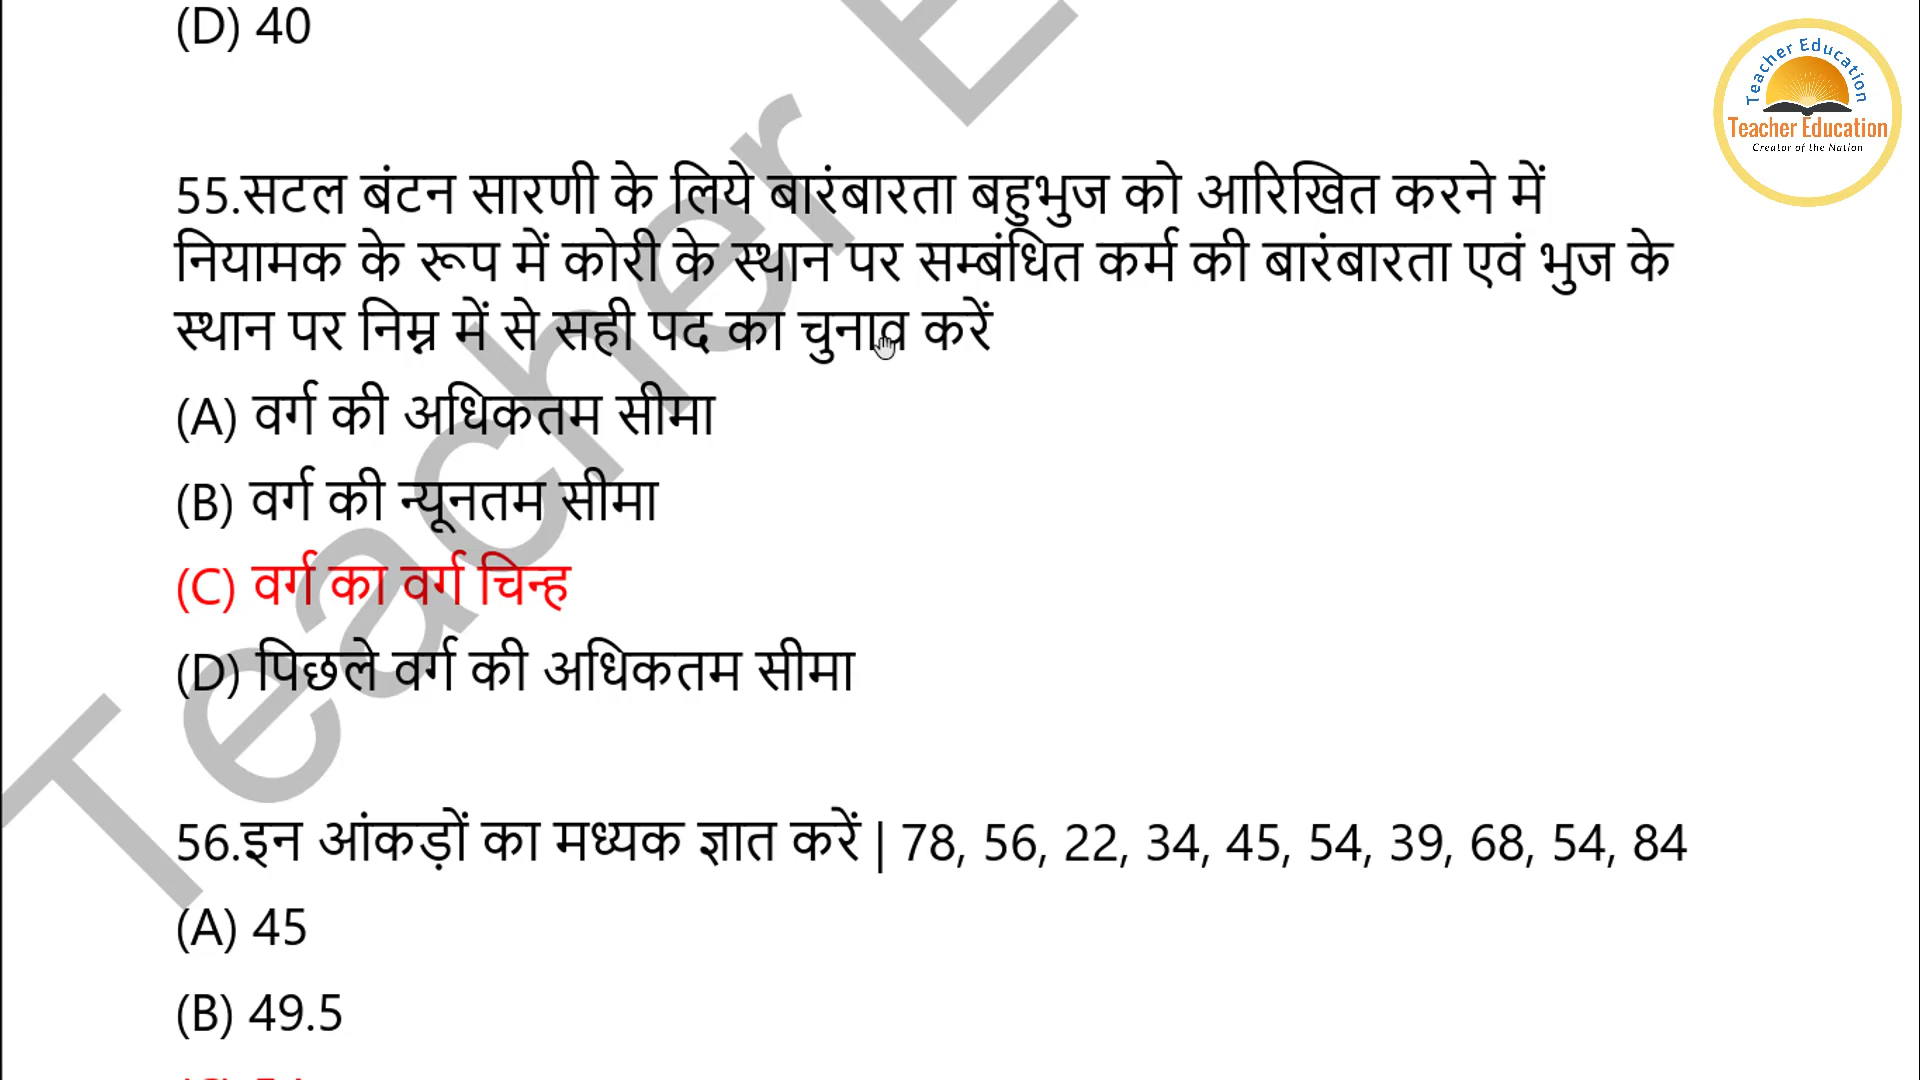 (D) 40
Teacher Education
Teacher Education
Creator of the Nation
55.सटल बंटन सारणी के लिये बारंबारता बहुभुज को आरिखित करने में
नियामक के रूप में कोरी के स्थान पर सम्बंधित कर्म की बारंबारता एवं भुज के
स्थान पर निम्न में से सही पद का चुनाव करें
(A) वर्ग की अधिकतम सीमा
(B) वर्ग की न्यूनतम सीमा
(C) वर्ग का वर्ग चिन्ह
(D) पिछले वर्ग की अधिकतम सीमा
56.इन आंकड़ों का मध्यक ज्ञात करें | 78, 56, 22, 34, 45, 54, 39, 68, 54, 84
(A) 45
(B) 49.5
Teacher E